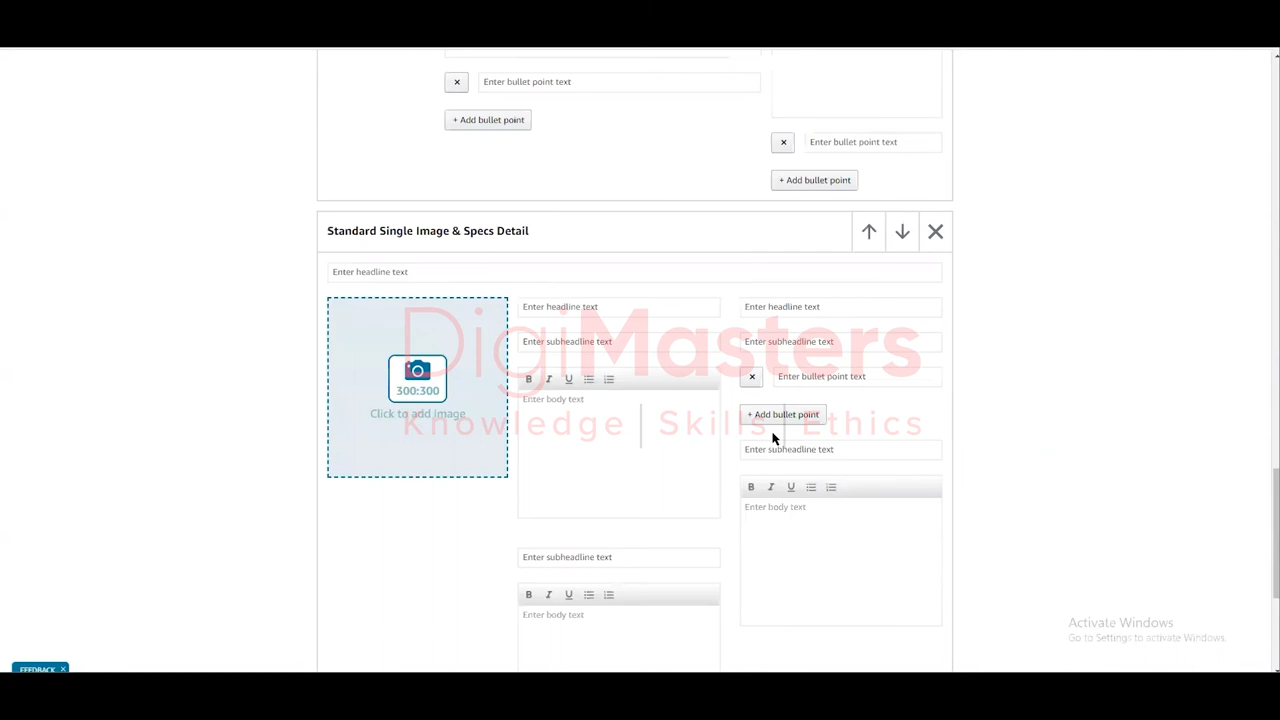 × Enter bullet point text
+ Add bullet point
× Enter bullet point text
+ Add bullet point
Standard Single Image & Specs Detail
Enter headline text
300:300
Click to add image
Enter headline text
Enter subheadline text
B I U
Enter body text
Enter subheadline text
B I U
Enter body text
Enter headline text
Enter subheadline text
× Enter bullet point text
+ Add bullet point
Enter subheadline text
B I U
Enter body text
DigiMasters
Knowledge | Skills | Ethics
Activate Windows
Go to Settings to activate Windows.
FEEDBACK ×